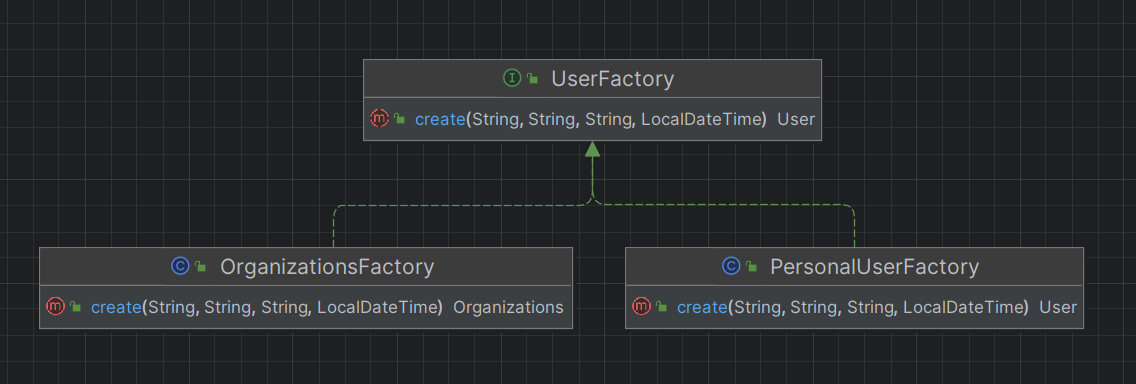 I UserFactory
m create(String, String, String, LocalDateTime) User
C OrganizationsFactory
m create(String, String, String, LocalDateTime) Organizations
C PersonalUserFactory
m create(String, String, String, LocalDateTime) User